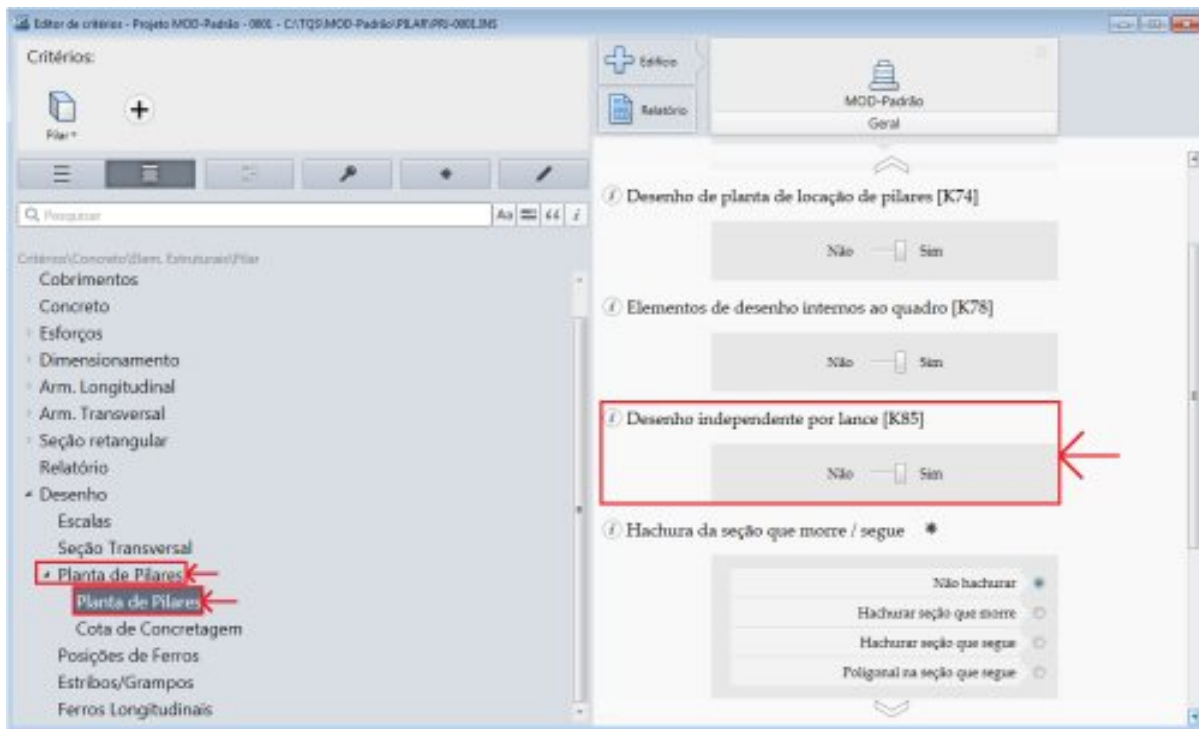 Editor de critérios - Projeto MOD-Padrão - 0001 - C:\TQS\MOD-Padrão\PILAR\PRJ-0001.INS
Critérios:
Pilar
Edifício
Relatório
MOD-Padrão
Geral
Pesquisar
Critérios\Concreto\Elem. Estruturais\Pilar
Cobrimentos
Concreto
Esforços
Dimensionamento
Arm. Longitudinal
Arm. Transversal
Seção retangular
Relatório
Desenho
Escalas
Seção Transversal
Planta de Pilares
Planta de Pilares
Cota de Concretagem
Posições de Ferros
Estribos/Grampos
Ferros Longitudinais
Desenho de planta de locação de pilares [K74]
Não Sim
Elementos de desenho internos ao quadro [K78]
Não Sim
Desenho independente por lance [K85]
Não Sim
Hachura da seção que morre / segue *
Não hachurar
Hachurar seção que morre
Hachurar seção que segue
Poligonal na seção que segue